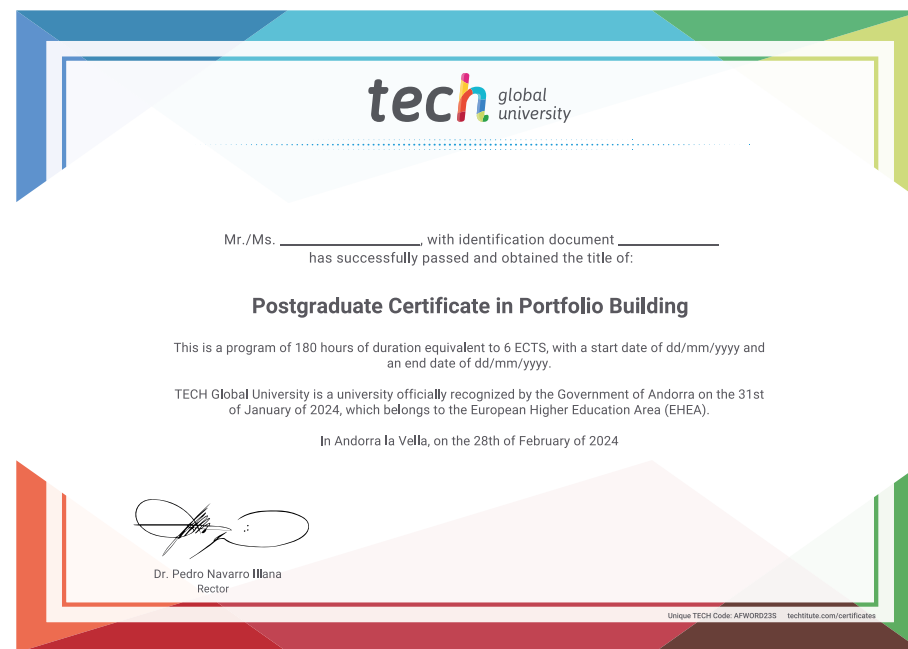 tech global
university
Mr./Ms. ____________________, with identification document ______________
has successfully passed and obtained the title of:
Postgraduate Certificate in Portfolio Building
This is a program of 180 hours of duration equivalent to 6 ECTS, with a start date of dd/mm/yyyy and
an end date of dd/mm/yyyy.
TECH Global University is a university officially recognized by the Government of Andorra on the 31st
of January of 2024, which belongs to the European Higher Education Area (EHEA).
In Andorra la Vella, on the 28th of February of 2024
Dr. Pedro Navarro Illana
Rector
Unique TECH Code: AFWORD23S techtitute.com/certificates